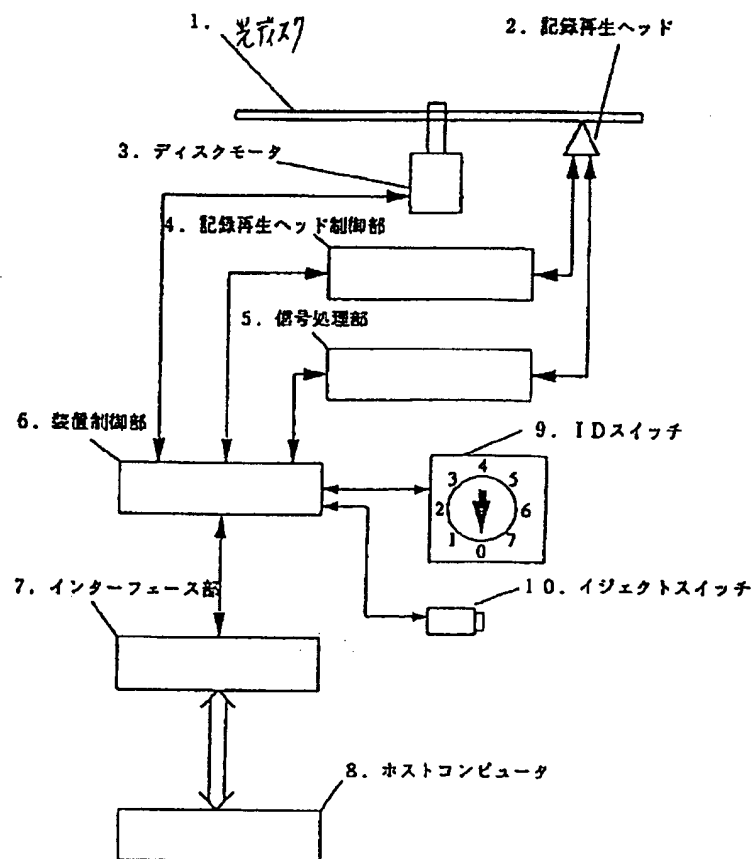 1. 光ディスク
2. 記録再生ヘッド
3. ディスクモータ
4. 記録再生ヘッド制御部
5. 信号処理部
6. 装置制御部
9. IDスイッチ
4
3 5
2 6
1 7
0
7. インターフェース部
10. イジェクトスイッチ
8. ホストコンピュータ